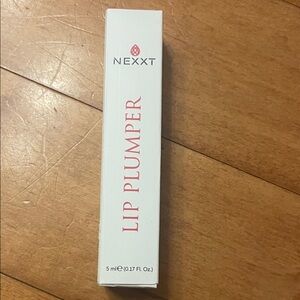 NEXXT
LIP PLUMPER
5 ml℮(0.17 Fl. Oz.)